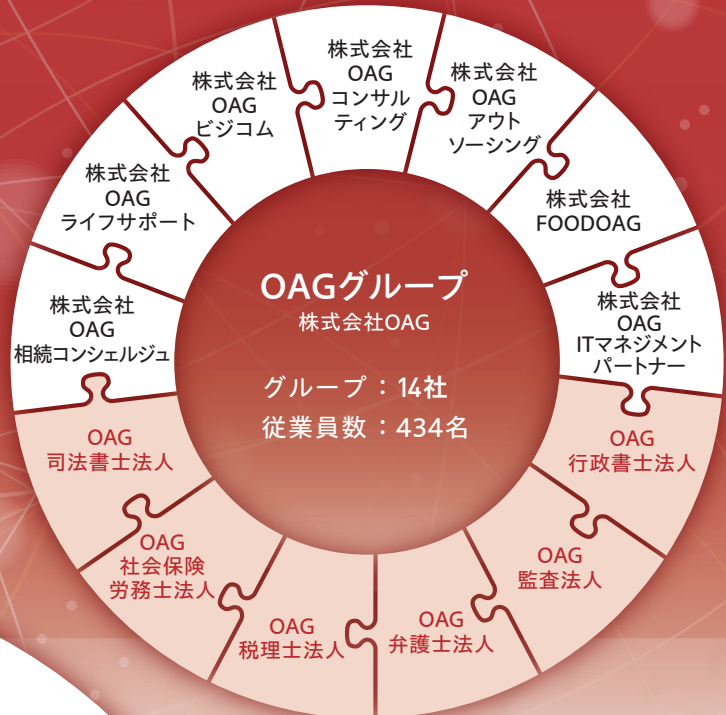 OAGグループ
株式会社OAG
グループ：14社
従業員数：434名
株式会社
OAG
コンサル
ティング
株式会社
OAG
アウト
ソーシング
株式会社
FOODOAG
株式会社
OAG
ITマネジメント
パートナー
OAG
行政書士法人
OAG
監査法人
OAG
弁護士法人
OAG
税理士法人
OAG
社会保険
労務士法人
OAG
司法書士法人
株式会社
OAG
相続コンシェルジュ
株式会社
OAG
ライフサポート
株式会社
OAG
ビジコム